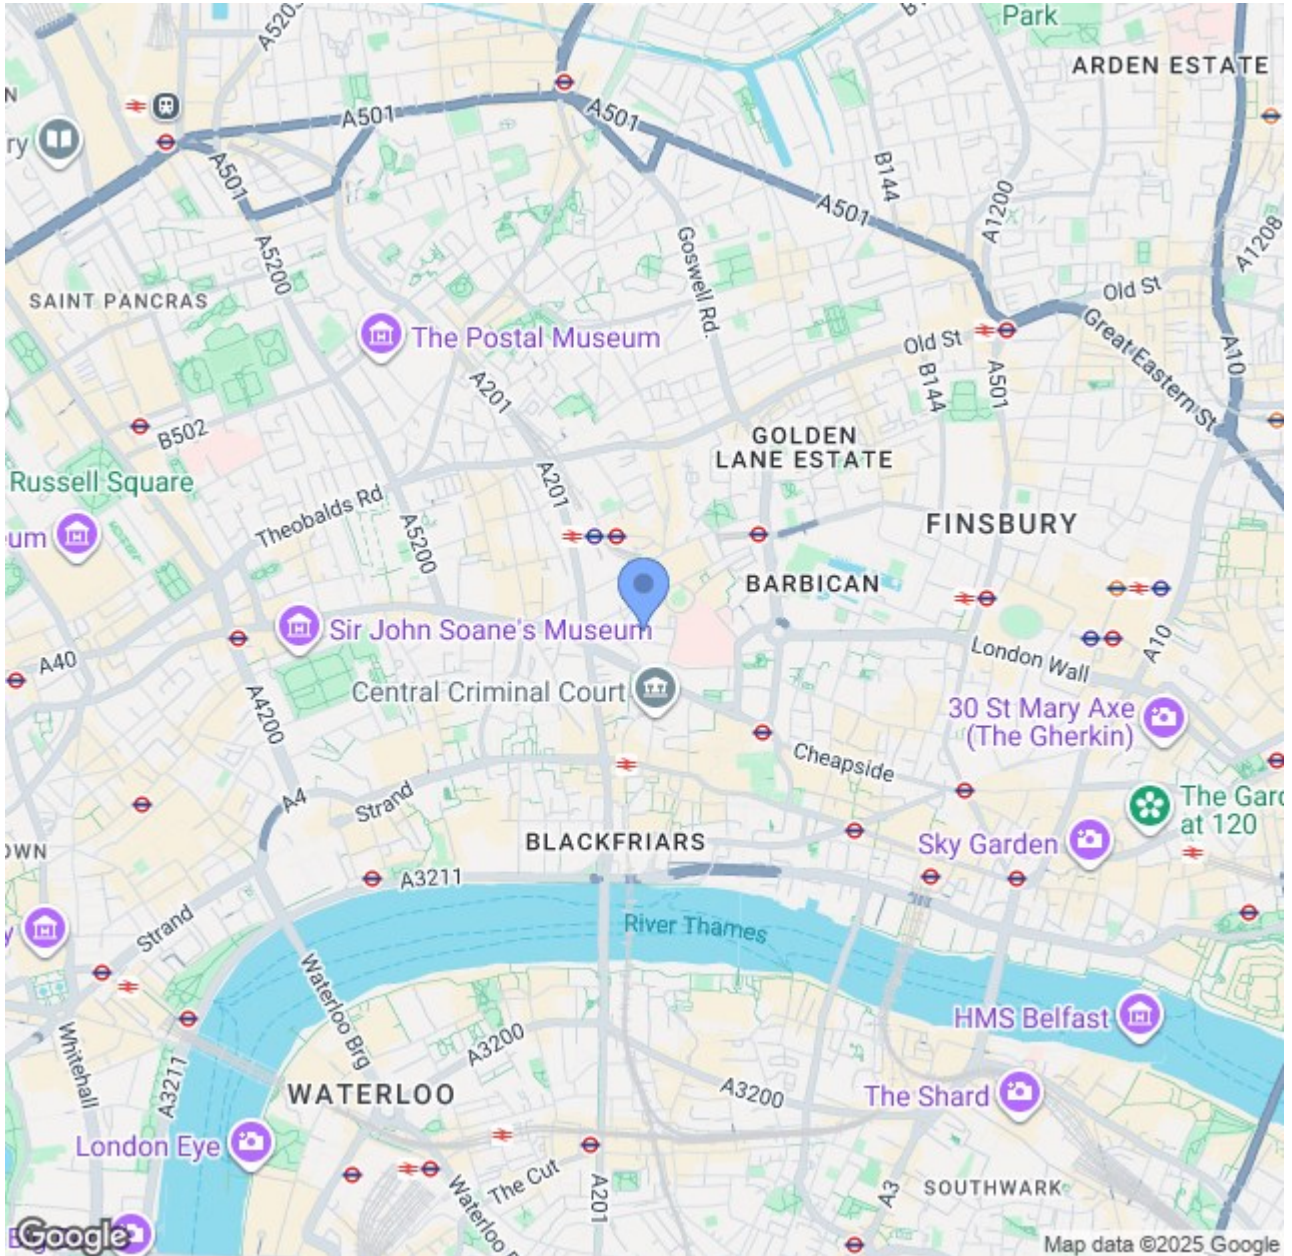 Park
A5203
ARDEN ESTATE
A501
A501
A501
B144
A501
A1200
A1208
A5200
Goswell Rd.
SAINT PANCRAS
Old St
The Postal Museum
Old St
Great Eastern St
A10
A201
B144
A501
B502
GOLDEN
LANE ESTATE
Russell Square
A201
Theobalds Rd
A5200
FINSBURY
BARBICAN
Sir John Soane's Museum
A40
London Wall
A10
Central Criminal Court
A4200
30 St Mary Axe
(The Gherkin)
Cheapside
A4
Strand
The Gard
at 120
BLACKFRIARS
Sky Garden
A3211
Strand
River Thames
Waterloo Brg
HMS Belfast
Whitehall
A3211
A3200
WATERLOO
A3200
The Shard
London Eye
The Cut
A201
A3
SOUTHWARK
Waterloo
Google
Map data ©2025 Google